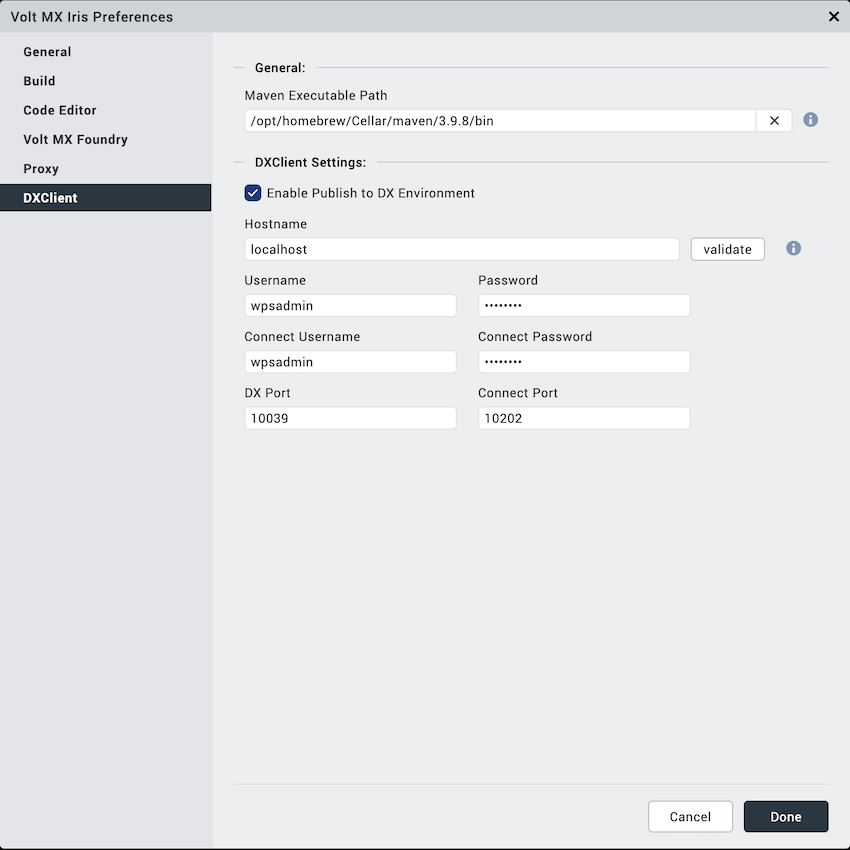 Volt MX Iris Preferences
General
Build
Code Editor
Volt MX Foundry
Proxy
DXClient
General:
Maven Executable Path
/opt/homebrew/Cellar/maven/3.9.8/bin
DXClient Settings:
Enable Publish to DX Environment
Hostname
localhost validate
Username Password
wpsadmin ••••••••
Connect Username Connect Password
wpsadmin ••••••••
DX Port Connect Port
10039 10202
Cancel Done